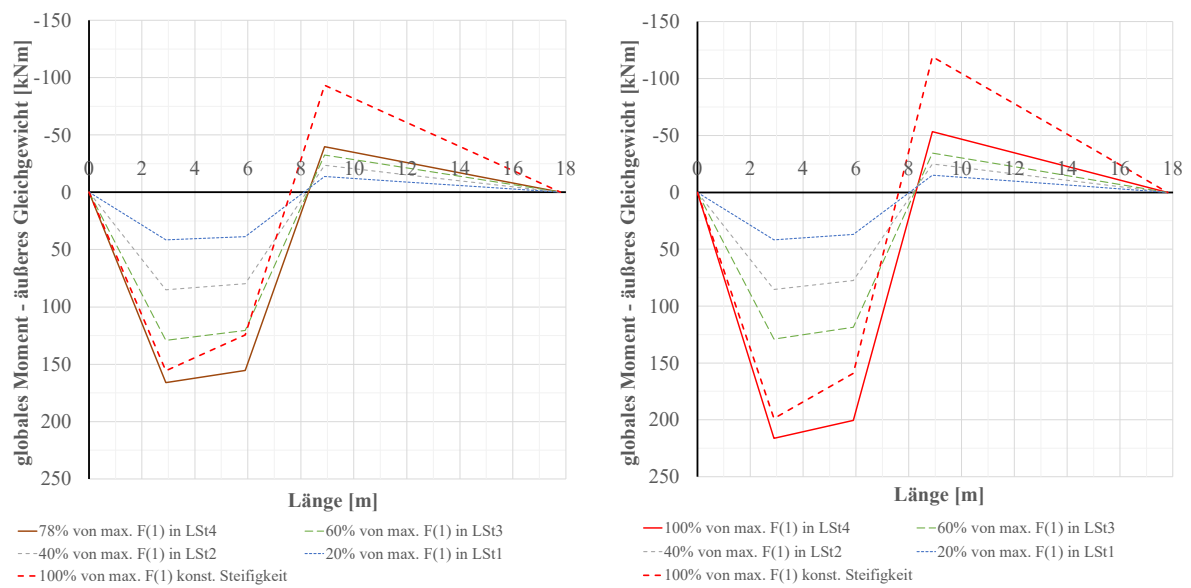 globales Moment - äußeres Gleichgewicht [kNm]
-150
-100
-50
0
50
100
150
200
250
0 2 4 6 8 10 12 14 16 18
Länge [m]
78% von max. F(1) in LSt4
60% von max. F(1) in LSt3
40% von max. F(1) in LSt2
20% von max. F(1) in LSt1
100% von max. F(1) konst. Steifigkeit
globales Moment - äußeres Gleichgewicht [kNm]
-150
-100
-50
0
50
100
150
200
250
0 2 4 6 8 10 12 14 16 18
Länge [m]
100% von max. F(1) in LSt4
60% von max. F(1) in LSt3
40% von max. F(1) in LSt2
20% von max. F(1) in LSt1
100% von max. F(1) konst. Steifigkeit